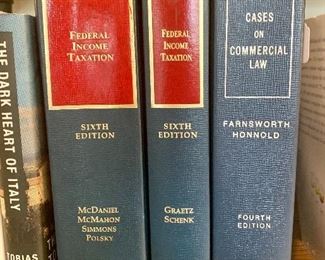 THE DARK HEART OF ITALY
TOBIAS
FEDERAL
INCOME
TAXATION
SIXTH
EDITION
MCDANIEL
MCMAHON
SIMMONS
POLSKY
FEDERAL
INCOME
TAXATION
SIXTH
EDITION
GRAETZ
SCHENK
CASES
ON
COMMERCIAL
LAW
FARNSWORTH
HONNOLD
FOURTH
EDITION